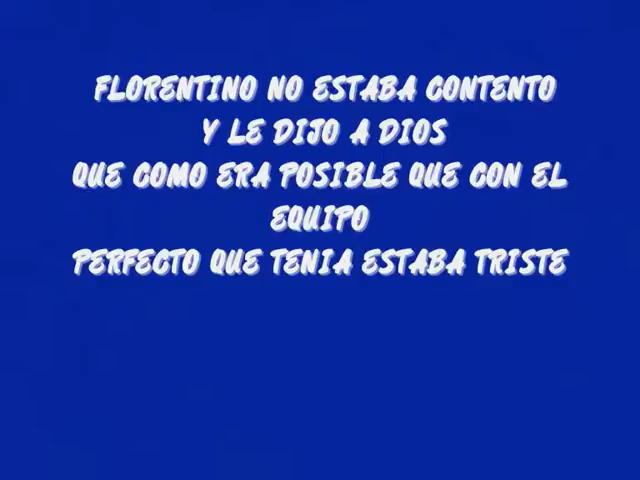 FLORENTINO NO ESTABA CONTENTO
Y LE DIJO A DIOS
QUE COMO ERA POSIBLE QUE CON EL
EQUIPO
PERFECTO QUE TENIA ESTABA TRISTE